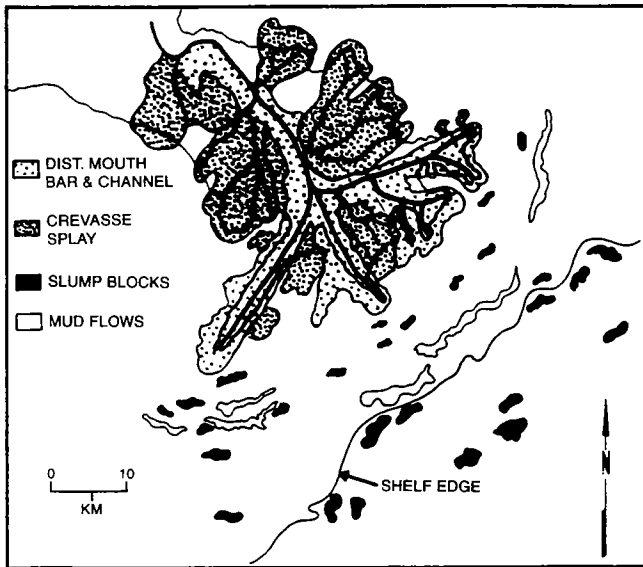 DIST. MOUTH
BAR & CHANNEL
CREVASSE
SPLAY
SLUMP BLOCKS
MUD FLOWS
0 10
KM
SHELF EDGE
N